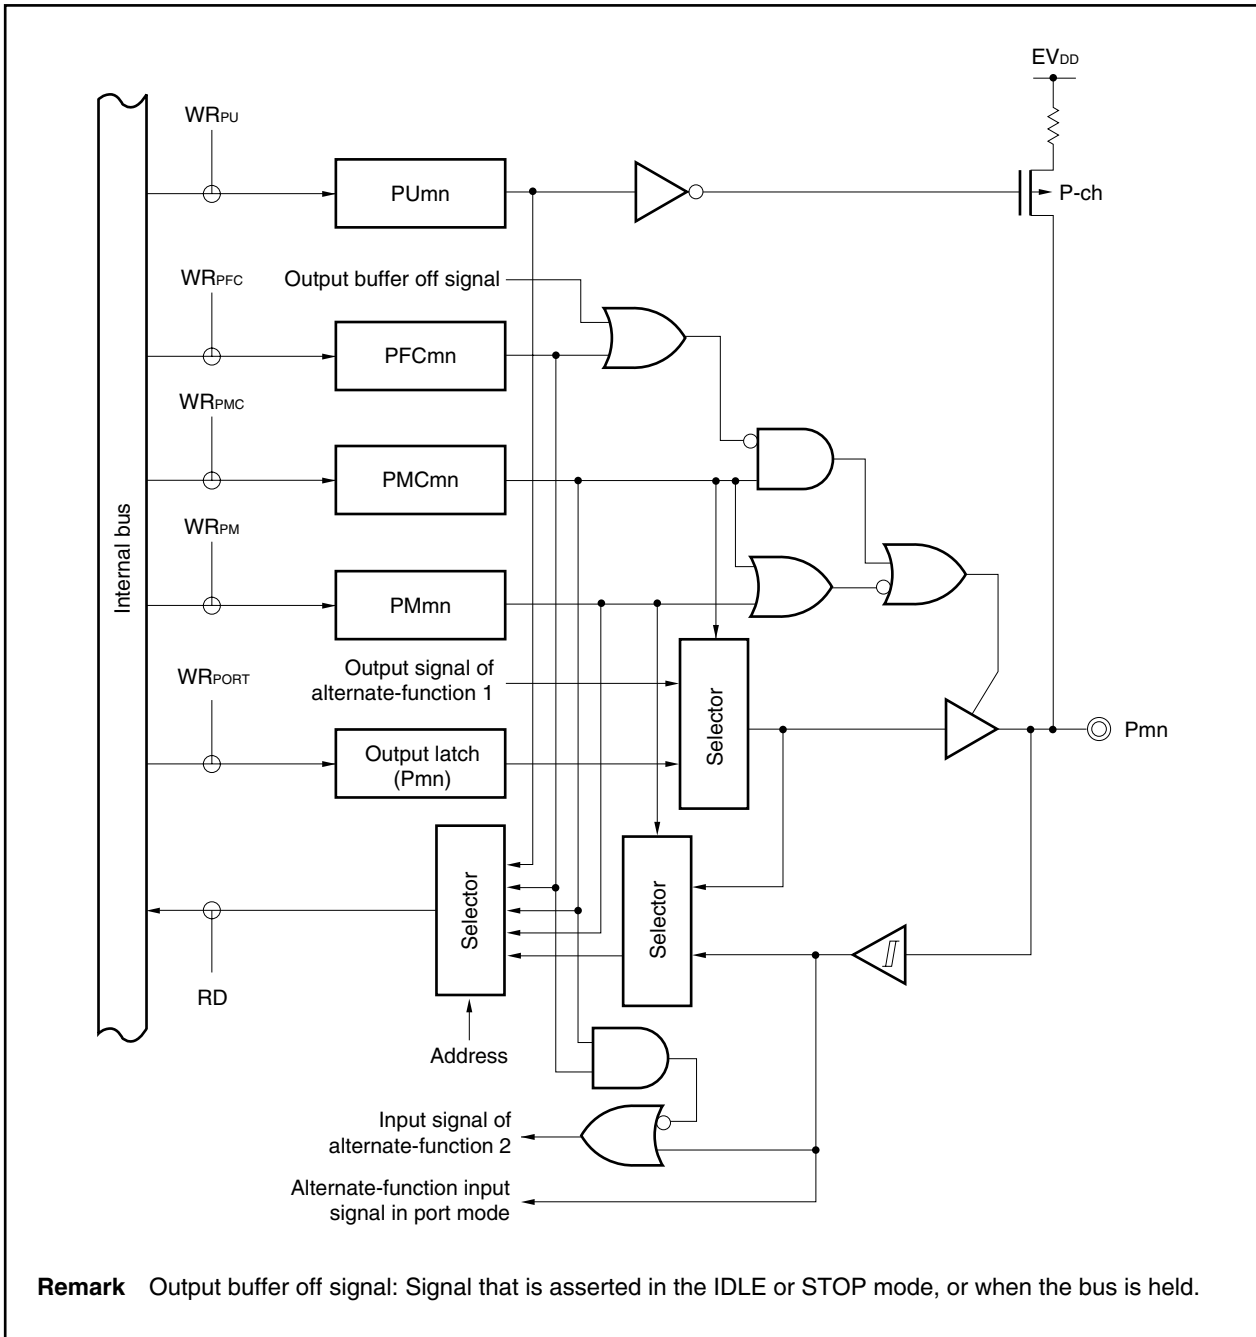 EVDD
WRPU
PUmn
P-ch
WRPFC
Output buffer off signal
PFCmn
WRPMC
PMCmn
Internal bus
WRPM
PMmn
Output signal of
alternate-function 1
WRPORT
Selector
Output latch
(Pmn)
Pmn
Selector
Selector
RD
Address
Input signal of
alternate-function 2
Alternate-function input
signal in port mode
Remark Output buffer off signal: Signal that is asserted in the IDLE or STOP mode, or when the bus is held.